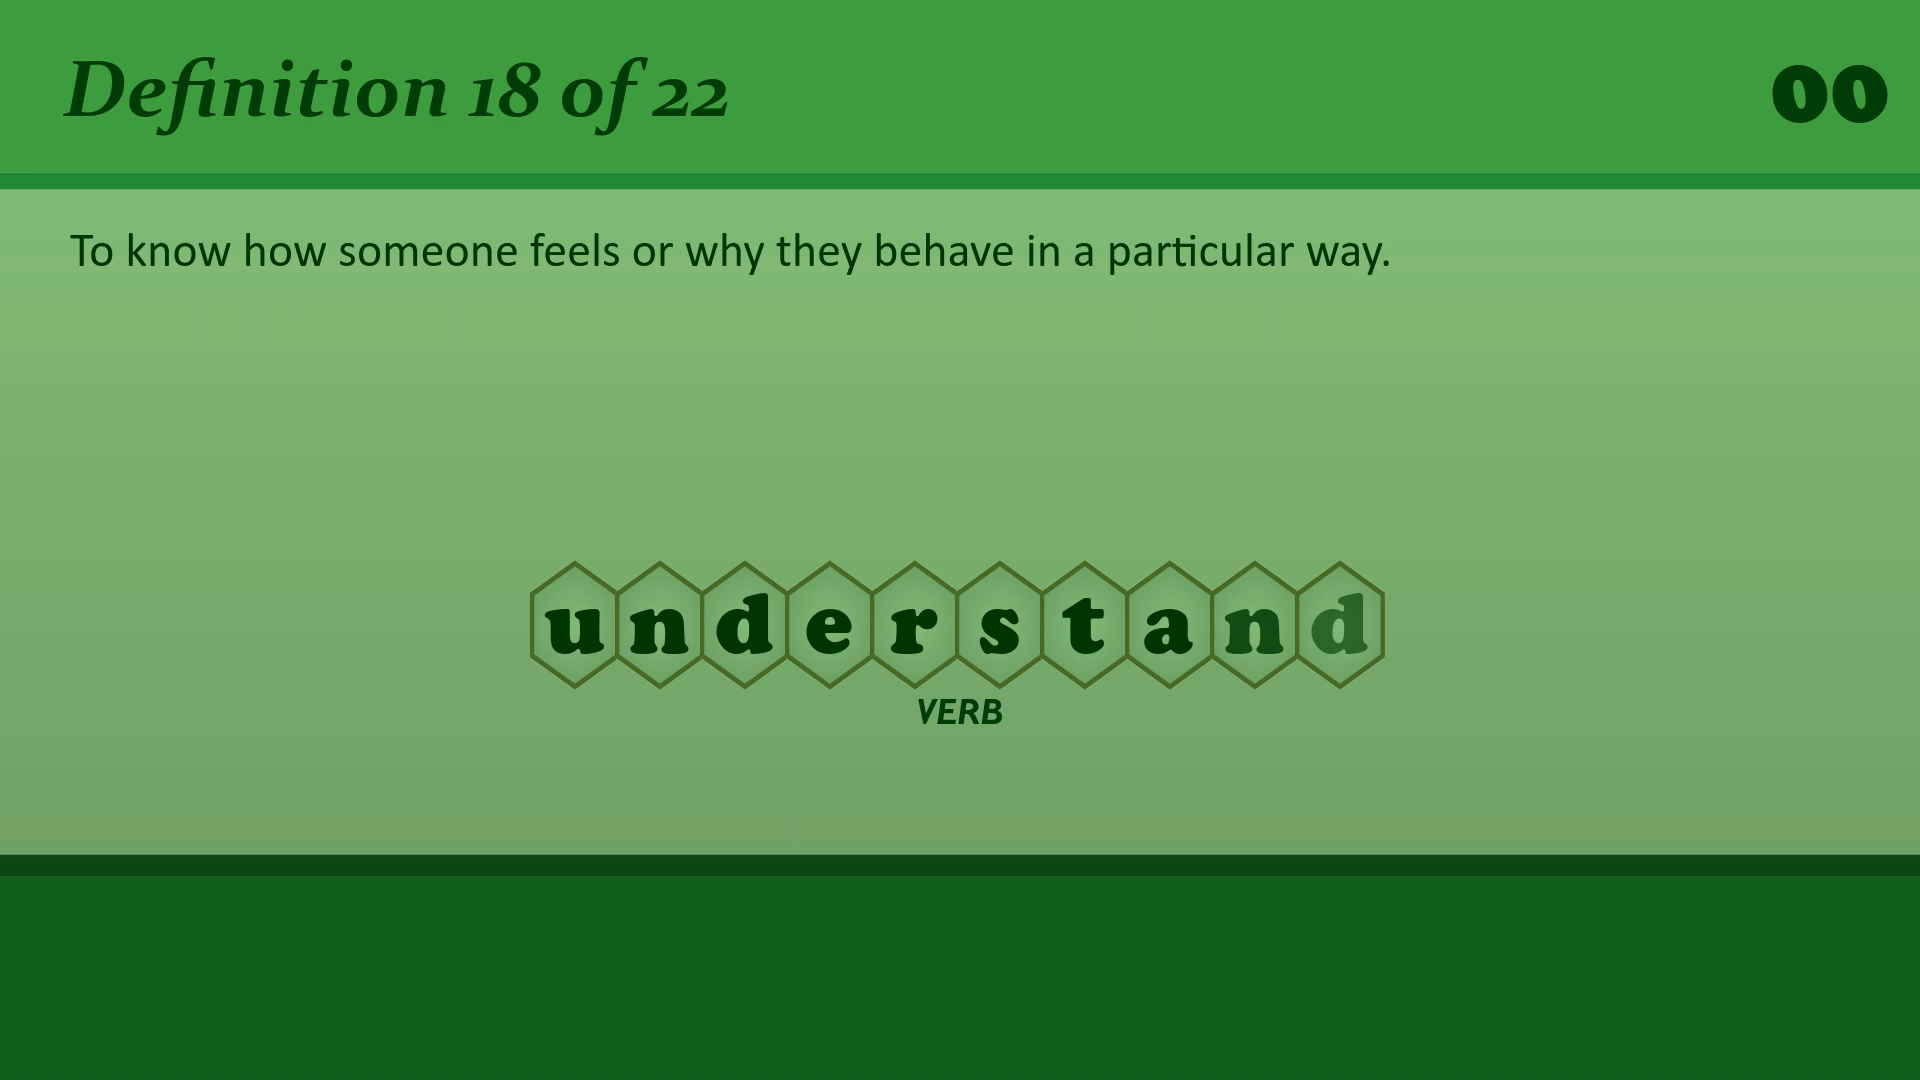 Definition 18 of 22
00
To know how someone feels or why they behave in a particular way.
understand
VERB